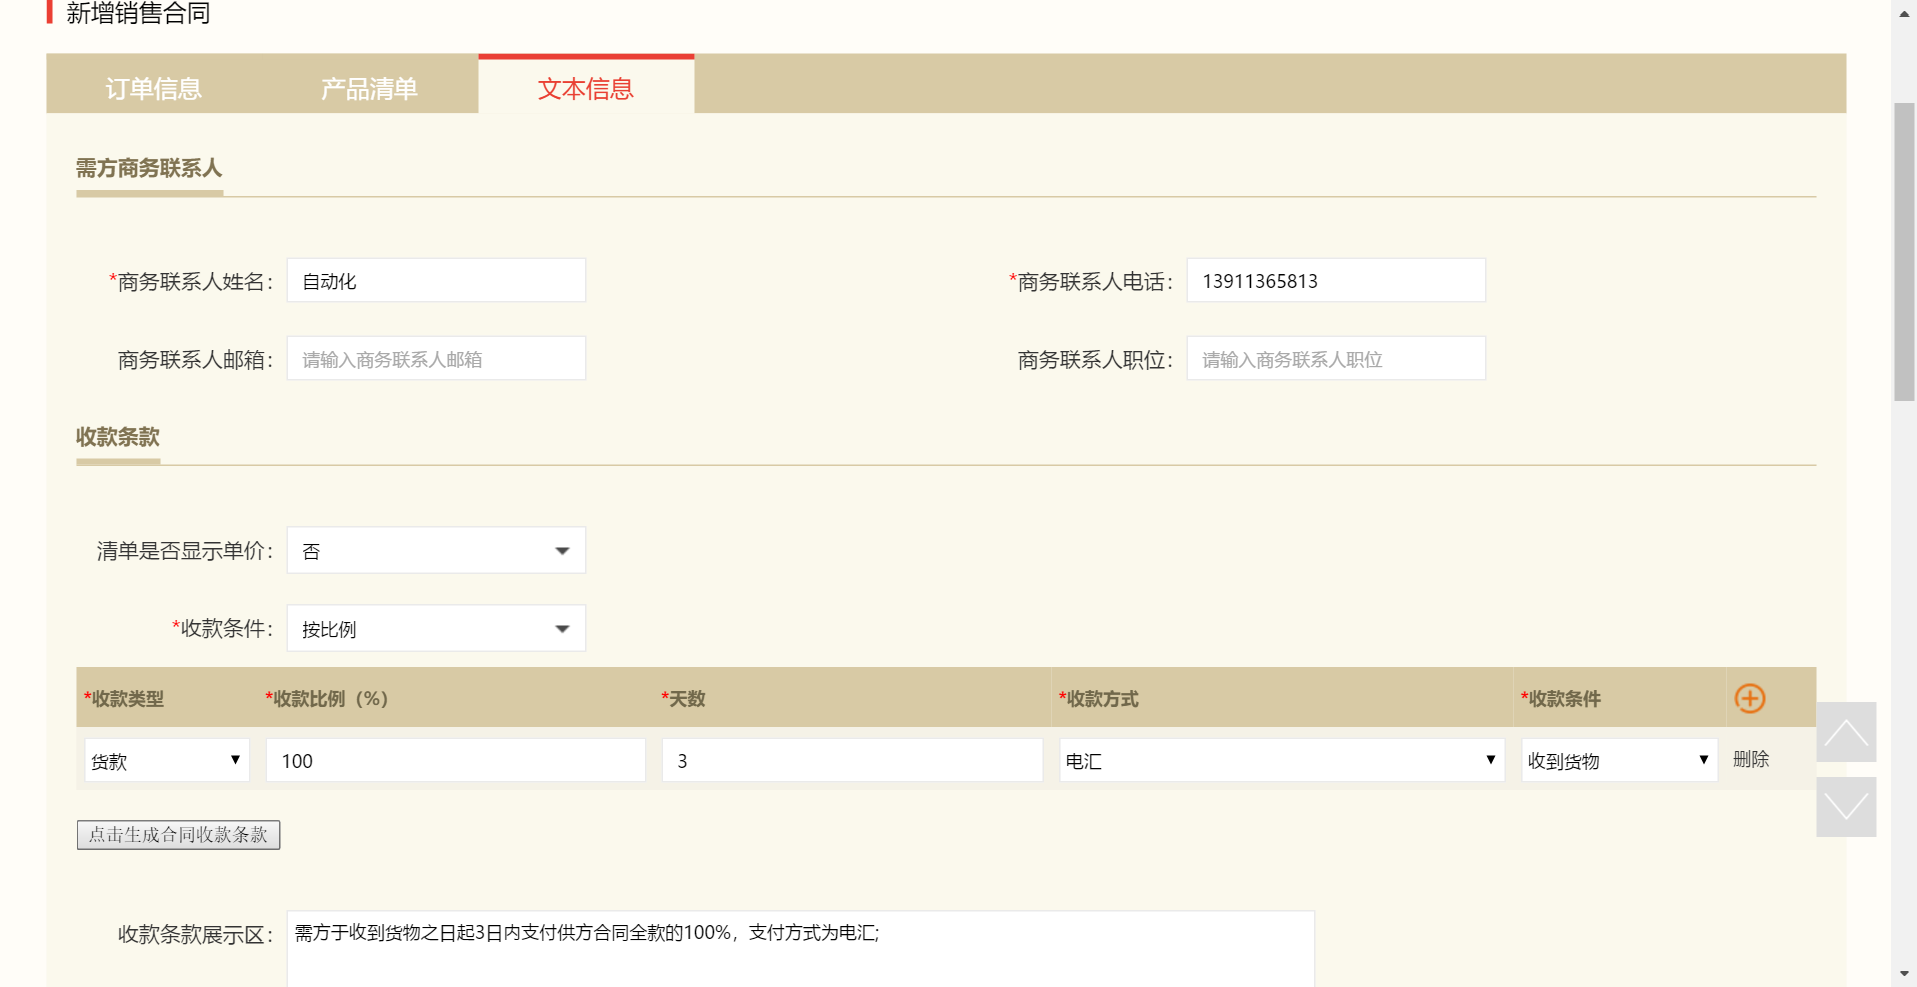 新增销售合同
订单信息 产品清单 文本信息
需方商务联系人
*商务联系人姓名: 自动化 *商务联系人电话: 13911365813
商务联系人邮箱: 请输入商务联系人邮箱 商务联系人职位: 请输入商务联系人职位
收款条款
清单是否显示单价: 否
*收款条件: 按比例
*收款类型 *收款比例（%） *天数 *收款方式 *收款条件
货款 100 3 电汇 收到货物 删除
点击生成合同收款条款
收款条款展示区: 需方于收到货物之日起3日内支付供方合同全款的100%，支付方式为电汇;